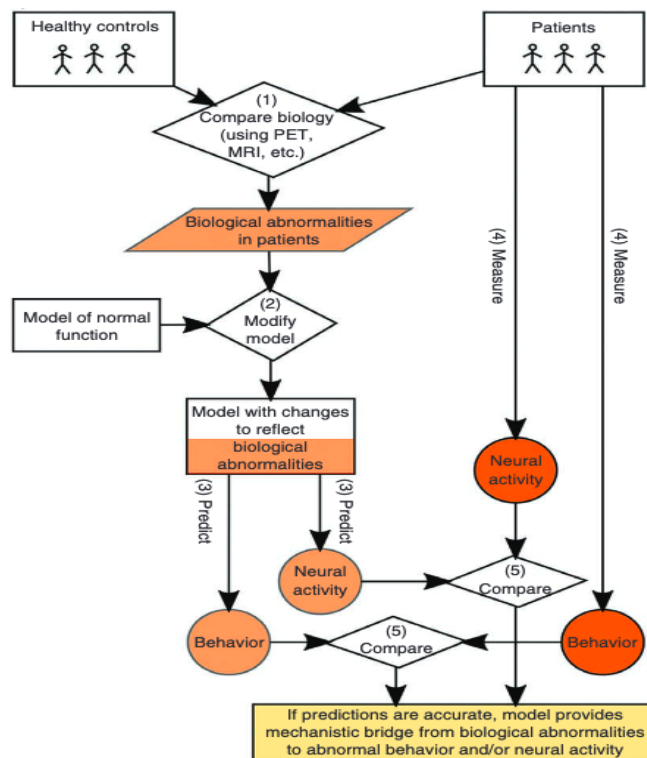 Healthy controls
Patients
(1)
Compare biology
(using PET,
MRI, etc.)
Biological abnormalities
in patients
(4) Measure
(4) Measure
Model of normal
function
(2)
Modify
model
Model with changes
to reflect
biological
abnormalities
(3) Predict
(3) Predict
Neural
activity
Neural
activity
(5)
Compare
Behavior
(5)
Compare
Behavior
If predictions are accurate, model provides
mechanistic bridge from biological abnormalities
to abnormal behavior and/or neural activity